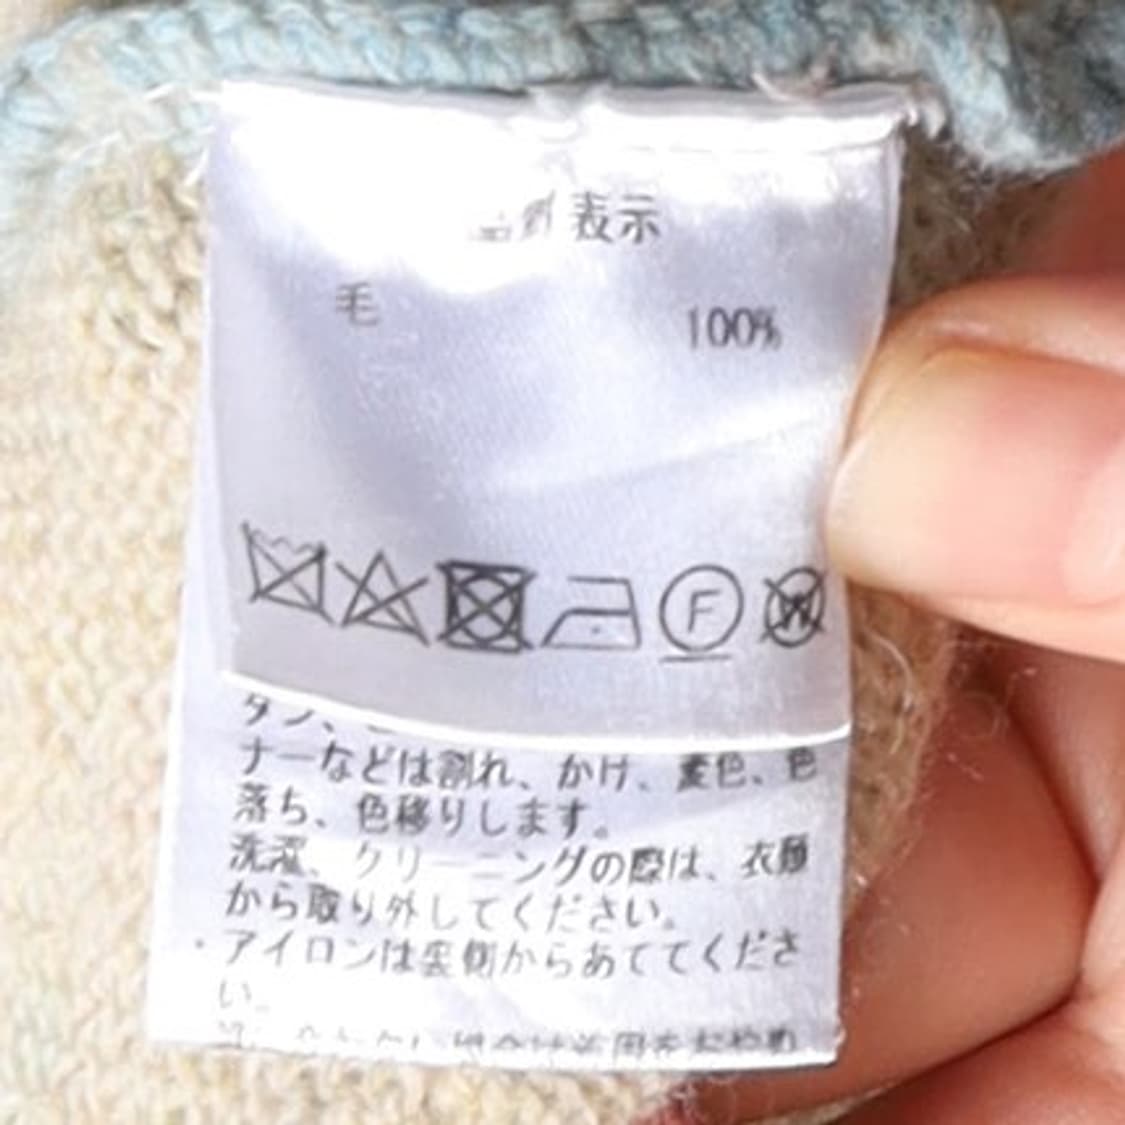 表示
毛 100%
F W
ナーなどは割れ、かけ、変色、色
落ち、色移りします。
洗濯、クリーニングの際は、衣類
から取り外してください。
・アイロンは裏側からあててくださ
い。